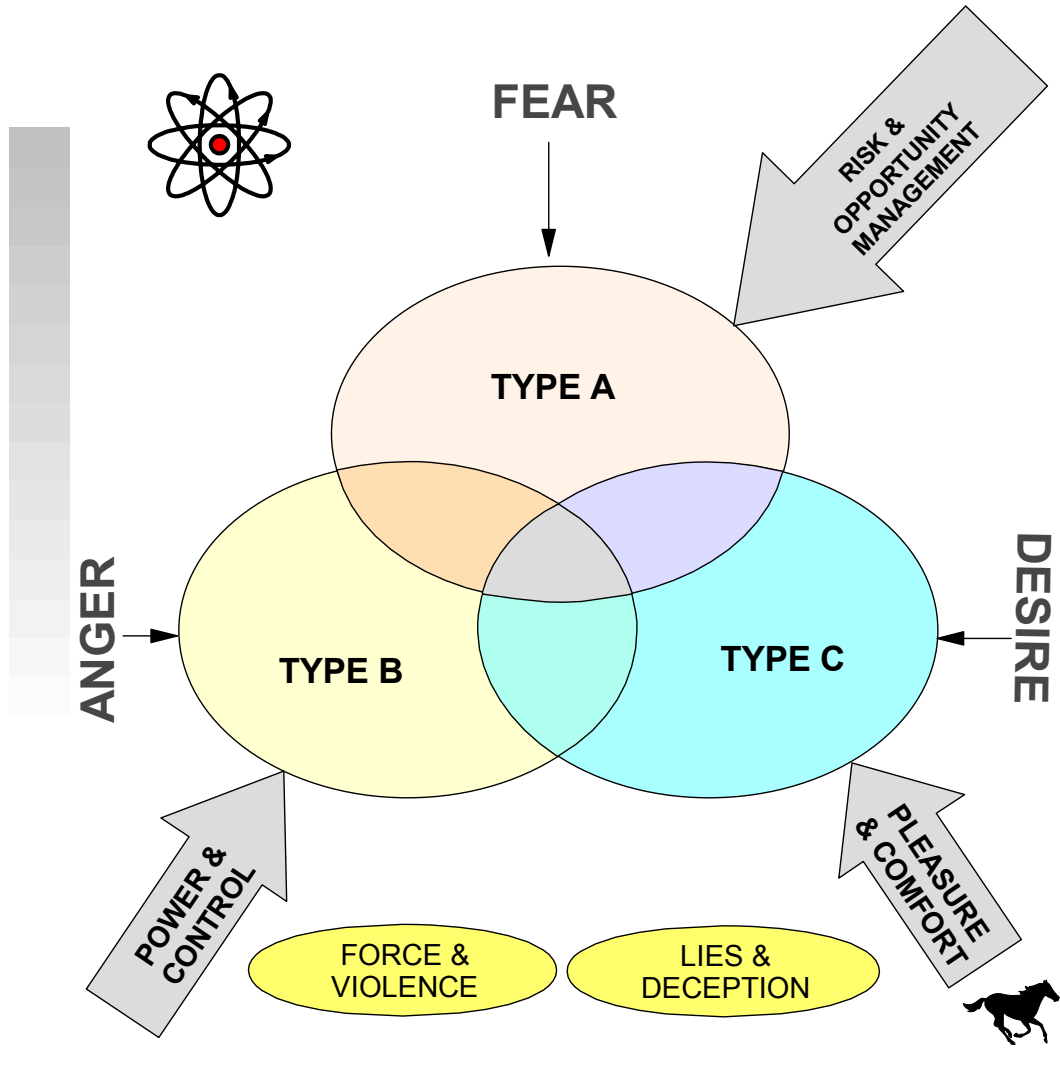 FEAR
RISK &
OPPORTUNITY
MANAGEMENT
TYPE A
ANGER
DESIRE
TYPE B
TYPE C
POWER &
CONTROL
PLEASURE
& COMFORT
FORCE &
VIOLENCE
LIES &
DECEPTION